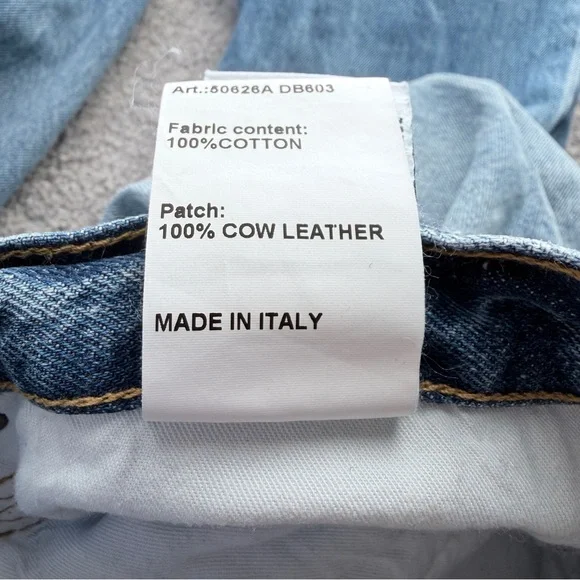 Art.:50626A DB603
Fabric content:
100%COTTON
Patch:
100% COW LEATHER
MADE IN ITALY